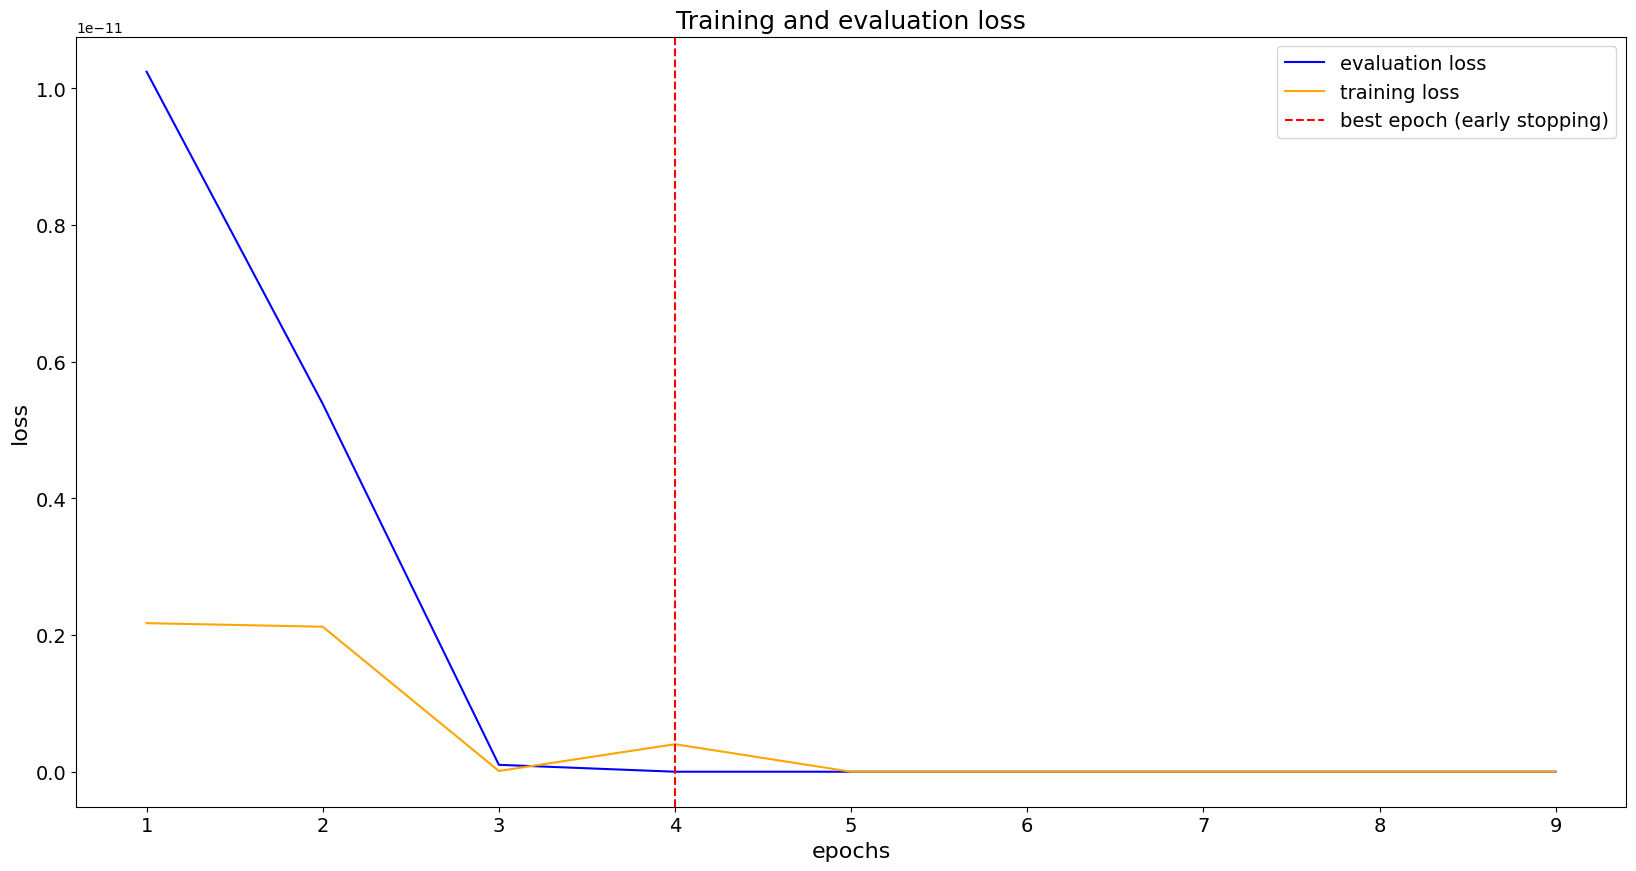 Training and evaluation loss
1e−11
evaluation loss
training loss
best epoch (early stopping)
1.0
0.8
0.6
0.4
0.2
0.0
loss
1 2 3 4 5 6 7 8 9
epochs